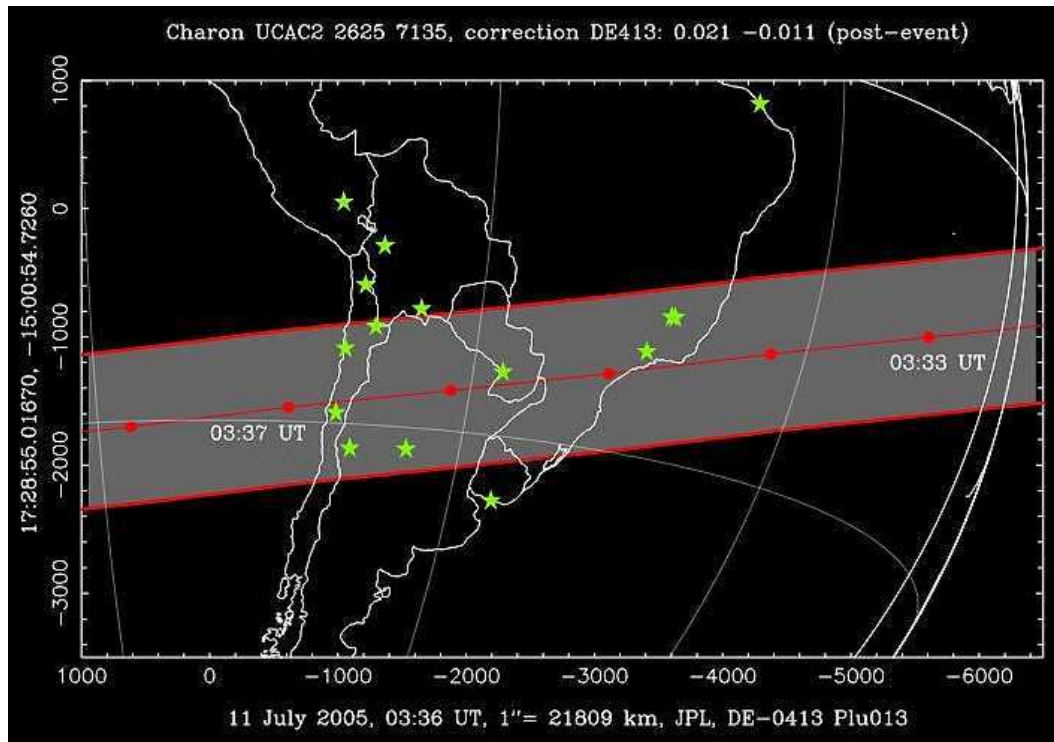 Charon UCAC2 2625 7135, correction DE413: 0.021 -0.011 (post-event)
1000
0
-1000
-2000
-3000
17:28:55.01670, -15:00:54.7260
03:33 UT
03:37 UT
1000 0 -1000 -2000 -3000 -4000 -5000 -6000
11 July 2005, 03:36 UT, 1"= 21809 km, JPL, DE-0413 Plu013